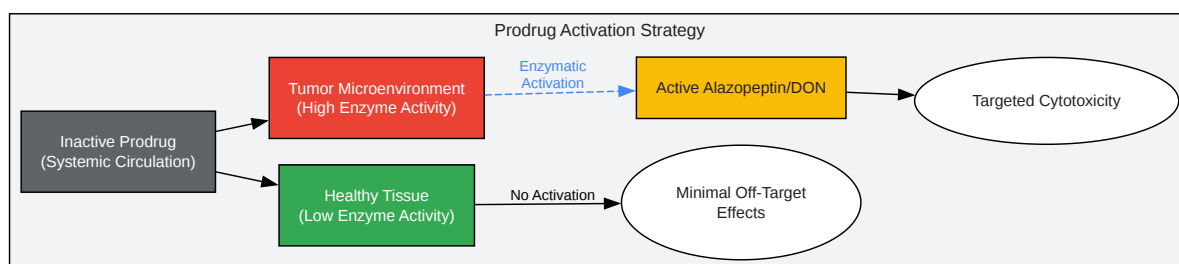 Prodrug Activation Strategy
Inactive Prodrug
(Systemic Circulation)
Tumor Microenvironment
(High Enzyme Activity)
Enzymatic
Activation
Active Alazopeptin/DON
Targeted Cytotoxicity
Healthy Tissue
(Low Enzyme Activity)
No Activation
Minimal Off-Target
Effects